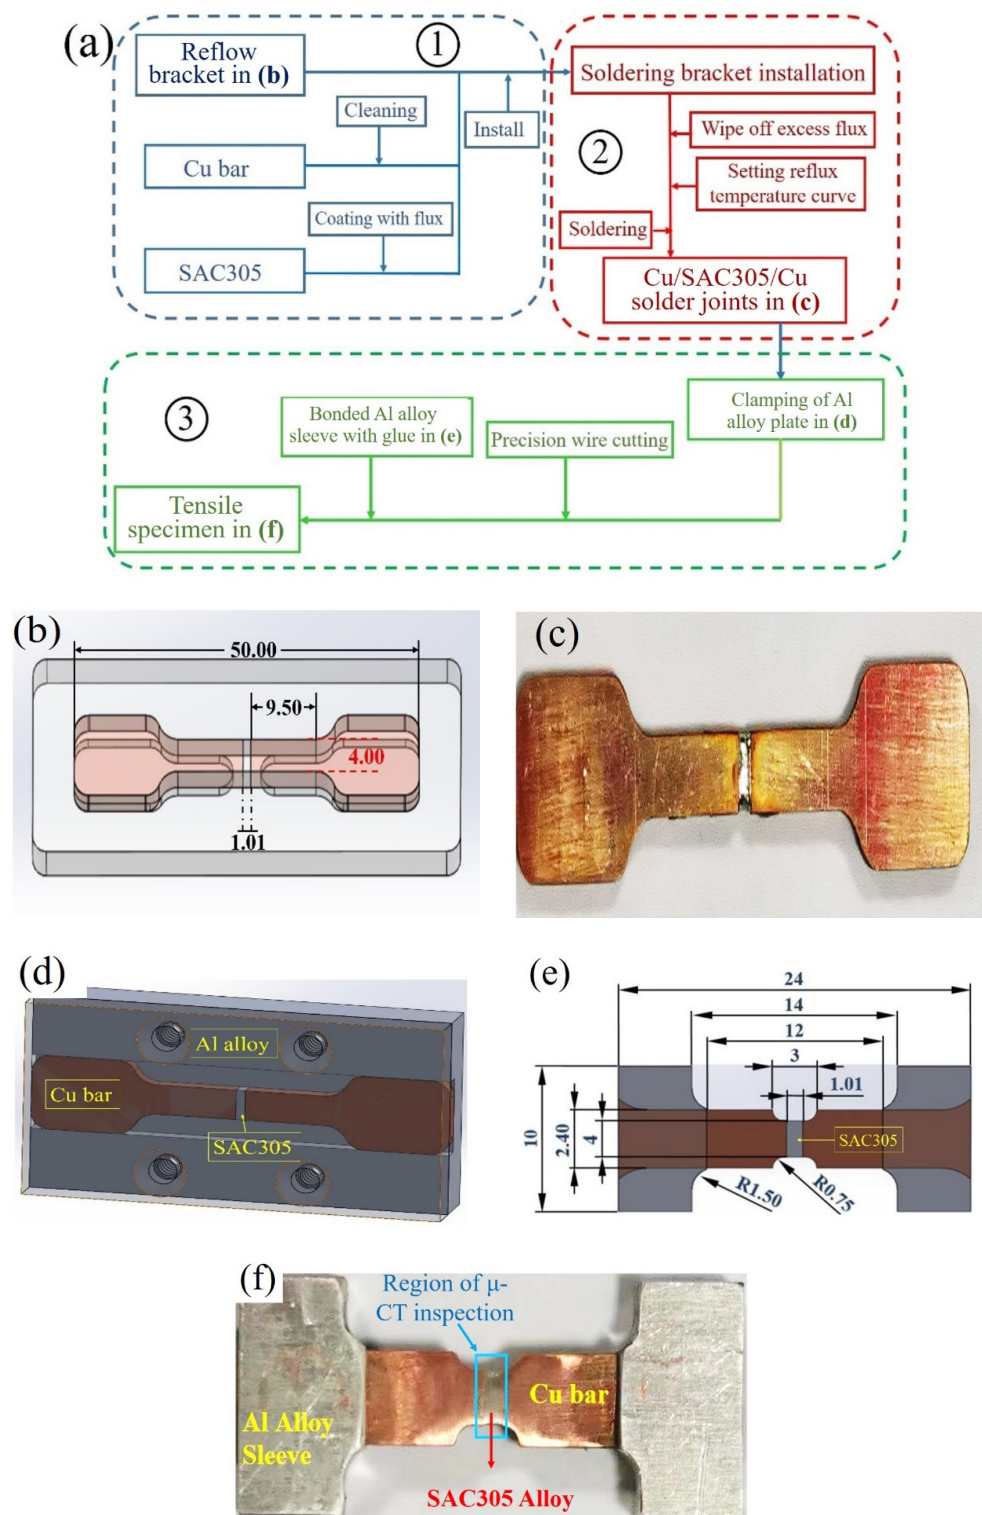 (a)
1
Reflow
bracket in (b)
Cleaning
Install
Cu bar
Coating with flux
SAC305
Soldering bracket installation
2
Wipe off excess flux
Setting reflux
temperature curve
Soldering
Cu/SAC305/Cu
solder joints in (c)
3
Bonded Al alloy
sleeve with glue in (e)
Precision wire cutting
Clamping of Al
alloy plate in (d)
Tensile
specimen in (f)
(b)
50.00
9.50
4.00
1.01
(c)
(d)
Al alloy
Cu bar
SAC305
(e)
24
14
12
3
1.01
10
2.40
4
SAC305
R1.50
R0.75
(f)
Region of μ-
CT inspection
Cu bar
Al Alloy
Sleeve
SAC305 Alloy